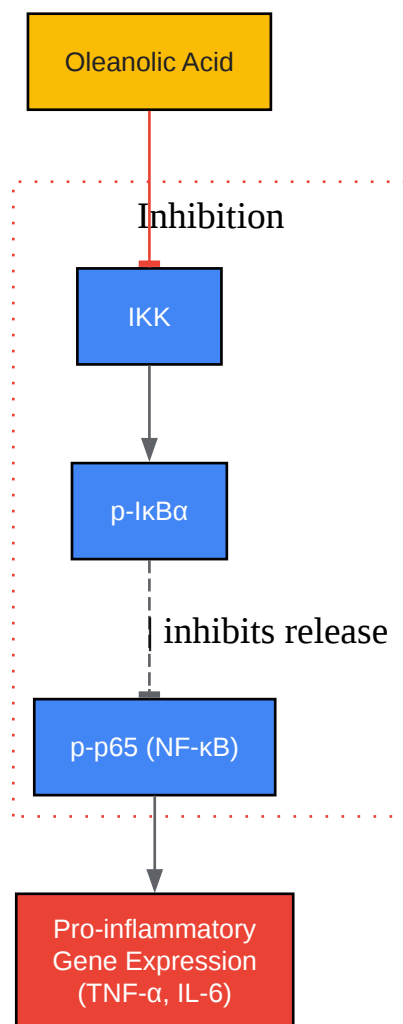 Oleanolic Acid
Inhibition
IKK
p-IκBα
| inhibits release
p-p65 (NF-κB)
Pro-inflammatory
Gene Expression
(TNF-α, IL-6)